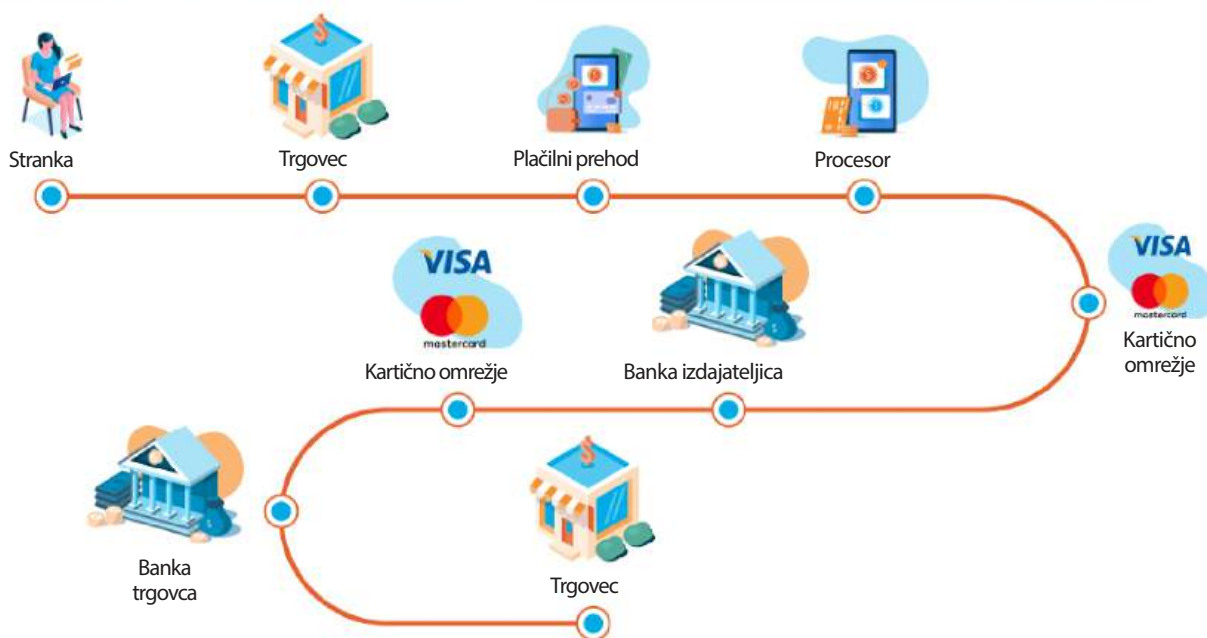 Stranka
Trgovec
Plačilni prehod
Procesor
VISA
mastercard
Kartično
omrežje
VISA
mastercard
Kartično omrežje
Banka izdajateljica
Banka
trgovca
Trgovec